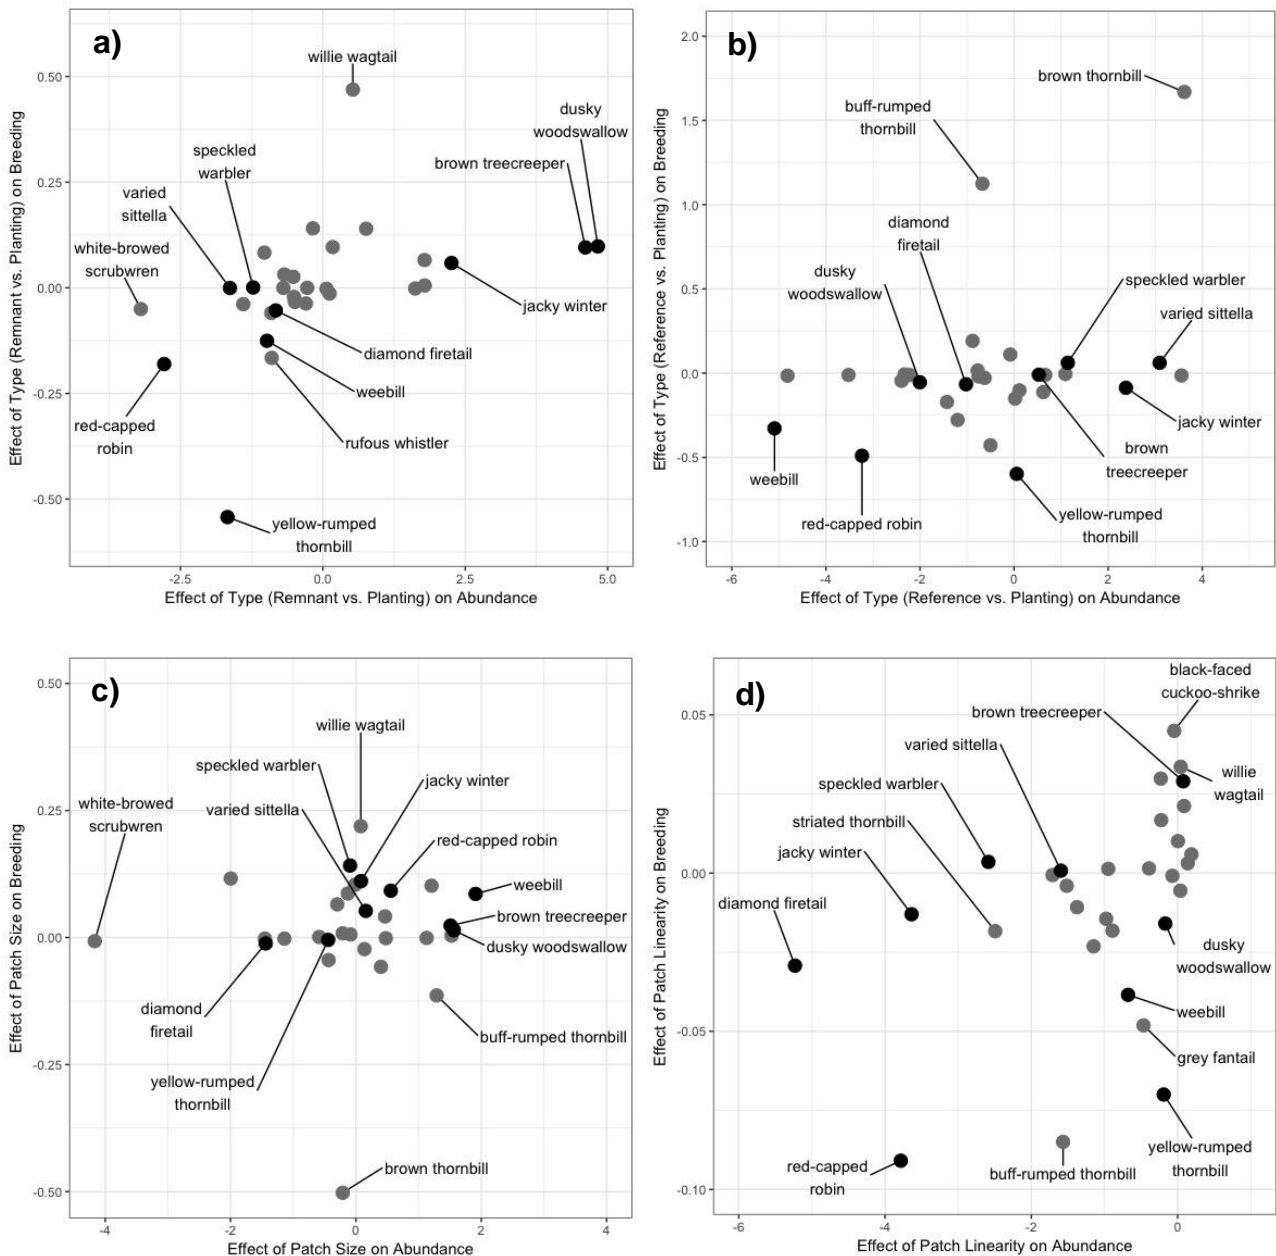 a)
willie wagtail
dusky
woodswallow
brown treecreeper
speckled
warbler
varied
sittella
white-browed
scrubwren
jacky winter
diamond firetail
weebill
red-capped
robin
rufous whistler
yellow-rumped
thornbill
0.50
0.25
0.00
-0.25
-0.50
-2.5
0.0
2.5
5.0
Effect of Type (Remnant vs. Planting) on Breeding
Effect of Type (Remnant vs. Planting) on Abundance
b)
brown thornbill
buff-rumped
thornbill
diamond
firetail
dusky
woodswallow
speckled warbler
varied sittella
jacky winter
brown
treecreeper
weebill
red-capped robin
yellow-rumped
thornbill
2.0
1.5
1.0
0.5
0.0
-0.5
-1.0
-6
-4
-2
0
2
4
Effect of Type (Reference vs. Planting) on Breeding
Effect of Type (Reference vs. Planting) on Abundance
c)
willie wagtail
speckled warbler
jacky winter
varied sittella
white-browed
scrubwren
red-capped robin
weebill
brown treecreeper
dusky woodswallow
diamond
firetail
buff-rumped thornbill
yellow-rumped
thornbill
brown thornbill
0.50
0.25
0.00
-0.25
-0.50
-4
-2
0
2
4
Effect of Patch Size on Breeding
Effect of Patch Size on Abundance
d)
black-faced
cuckoo-shrike
brown treecreeper
varied sittella
willie
wagtail
speckled warbler
striated thornbill
jacky winter
diamond firetail
dusky
woodswallow
weebill
grey fantail
yellow-rumped
thornbill
buff-rumped thornbill
red-capped
robin
0.05
0.00
-0.05
-0.10
-6
-4
-2
0
Effect of Patch Linearity on Breeding
Effect of Patch Linearity on Abundance